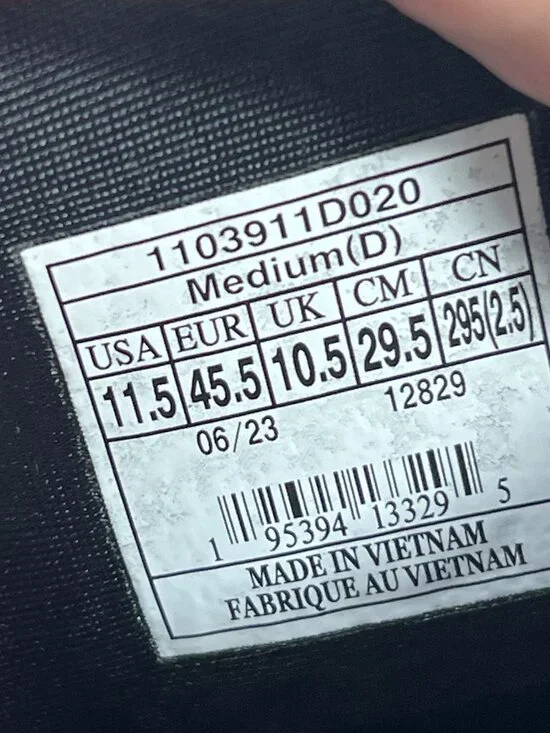 1103911D020
Medium(D)
USA EUR UK CM CN
11.5 45.5 10.5 29.5 295(2.5)
06/23 12829
1 95394 13329 5
MADE IN VIETNAM
FABRIQUE AU VIETNAM